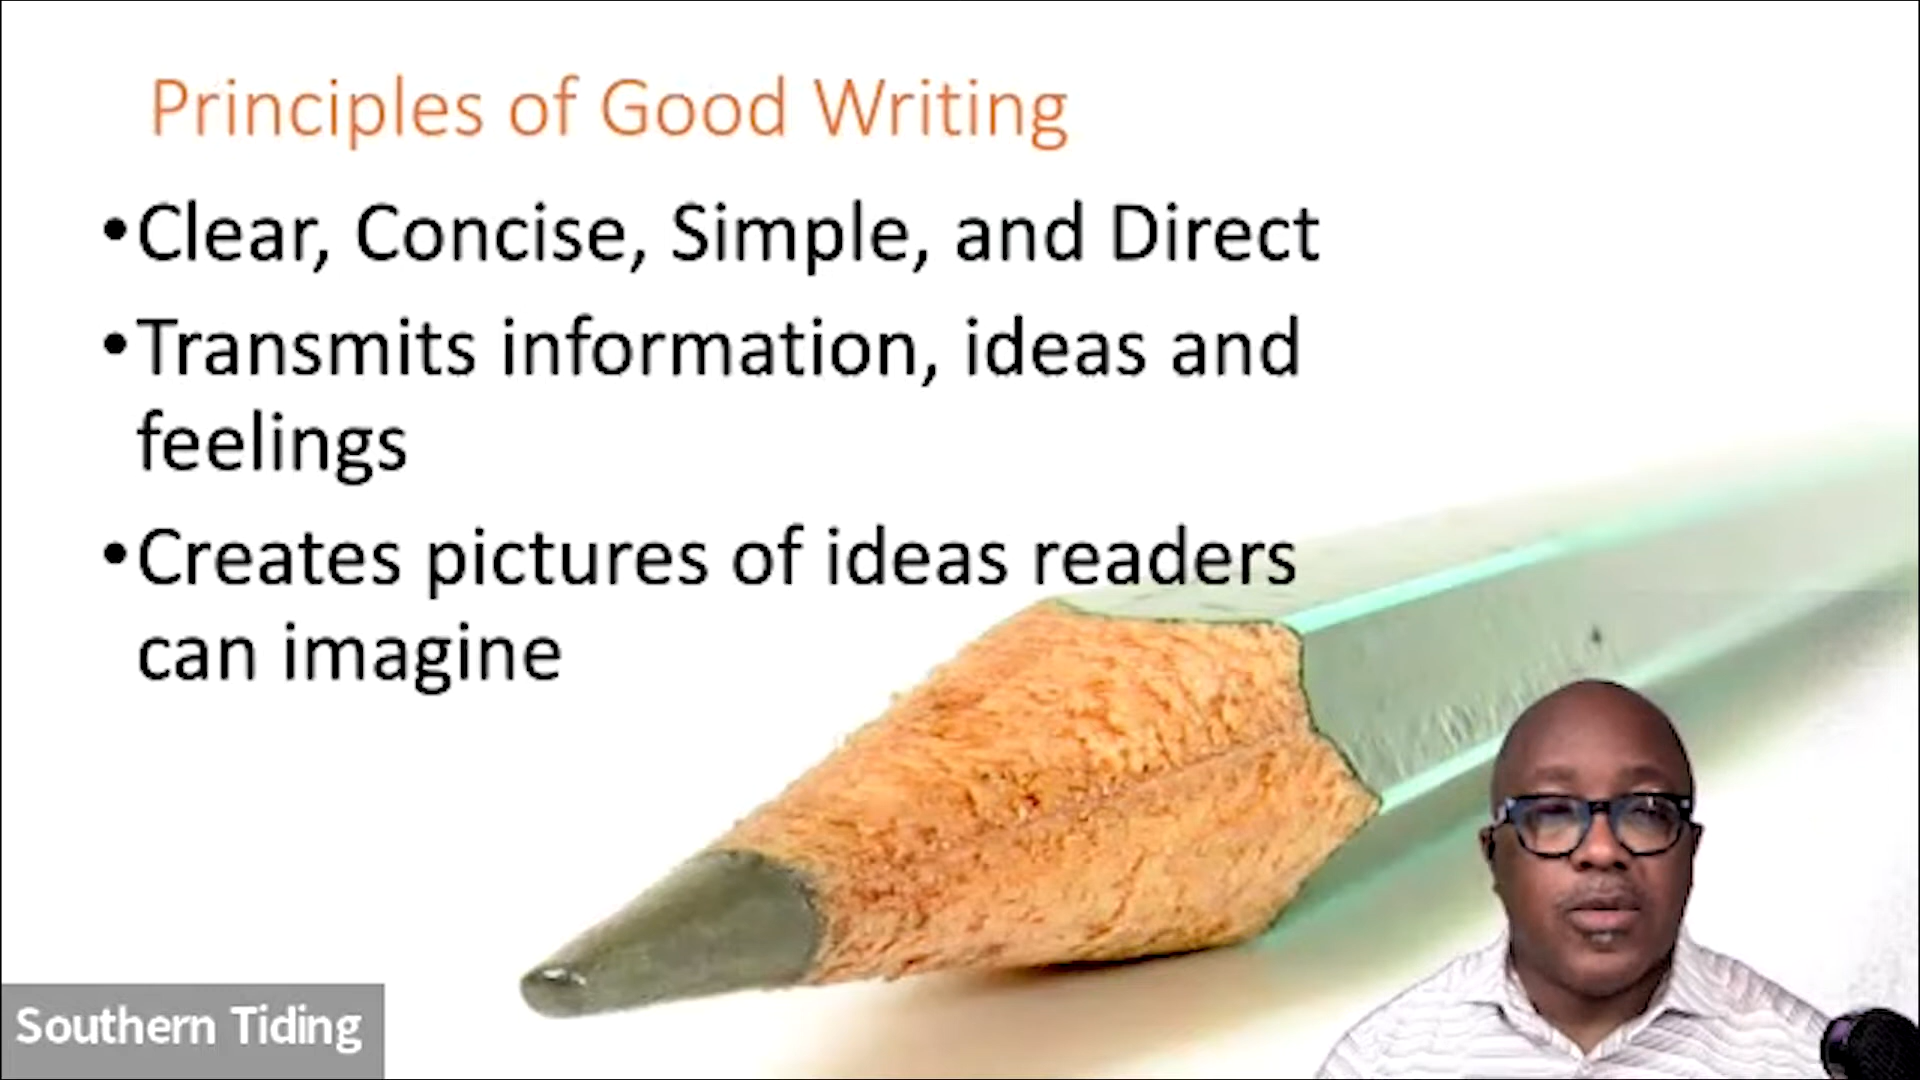 Principles of Good Writing
•Clear, Concise, Simple, and Direct
•Transmits information, ideas and
feelings
•Creates pictures of ideas readers
can imagine
Southern Tiding